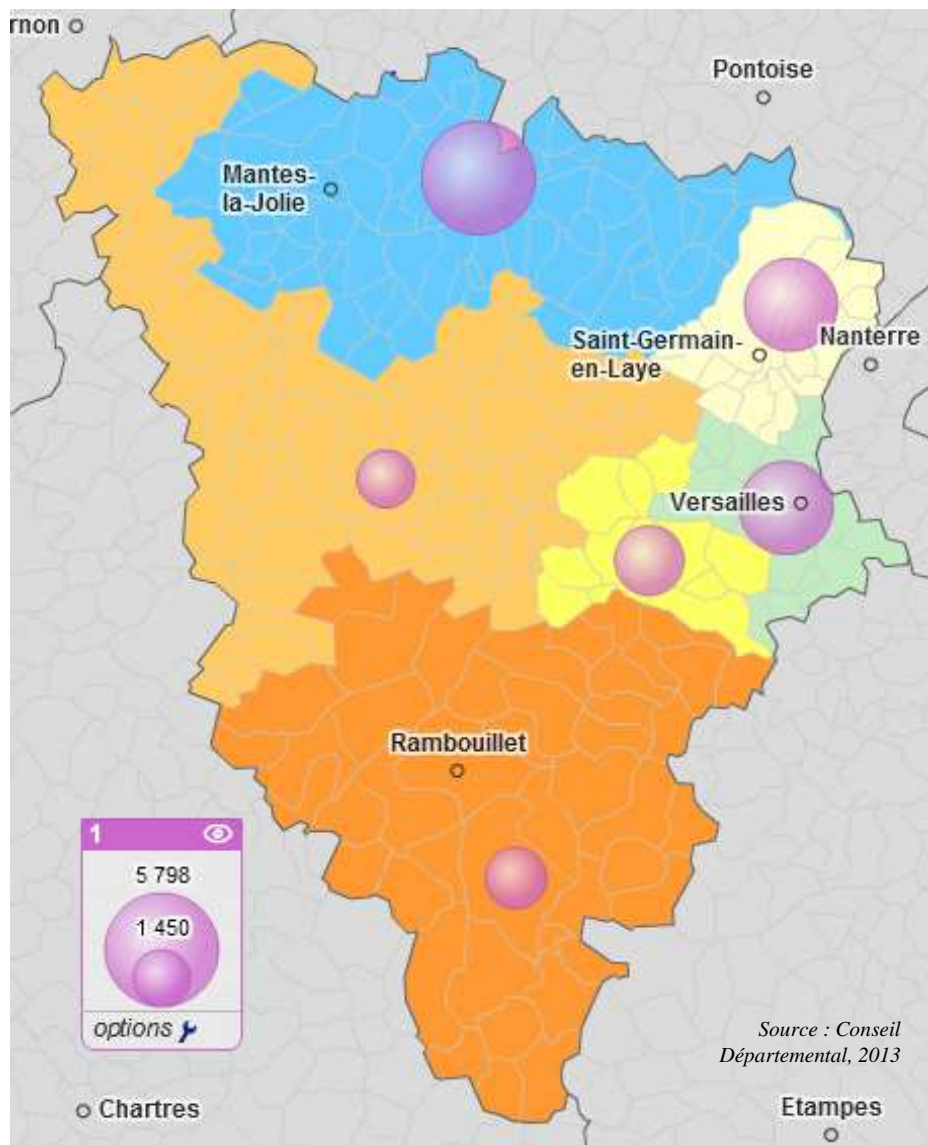 rnon
Pontoise
Mantes-
la-Jolie
Saint-Germain-
en-Laye
Nanterre
Versailles
Rambouillet
1
5 798
1 450
options
Source : Conseil
Départemental, 2013
Chartres
Etampes